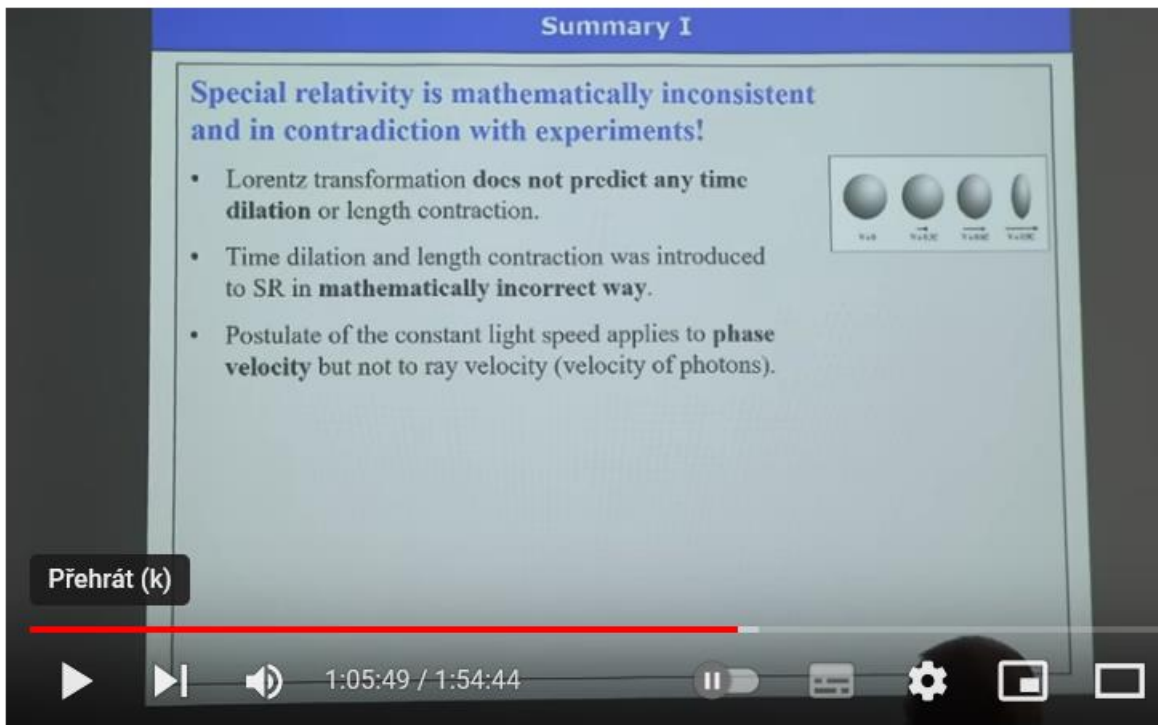 Summary I
Special relativity is mathematically inconsistent
and in contradiction with experiments!
• Lorentz transformation does not predict any time
dilation or length contraction.
• Time dilation and length contraction was introduced
to SR in mathematically incorrect way.
• Postulate of the constant light speed applies to phase
velocity but not to ray velocity (velocity of photons).
Přehrát (k)
1:05:49 / 1:54:44